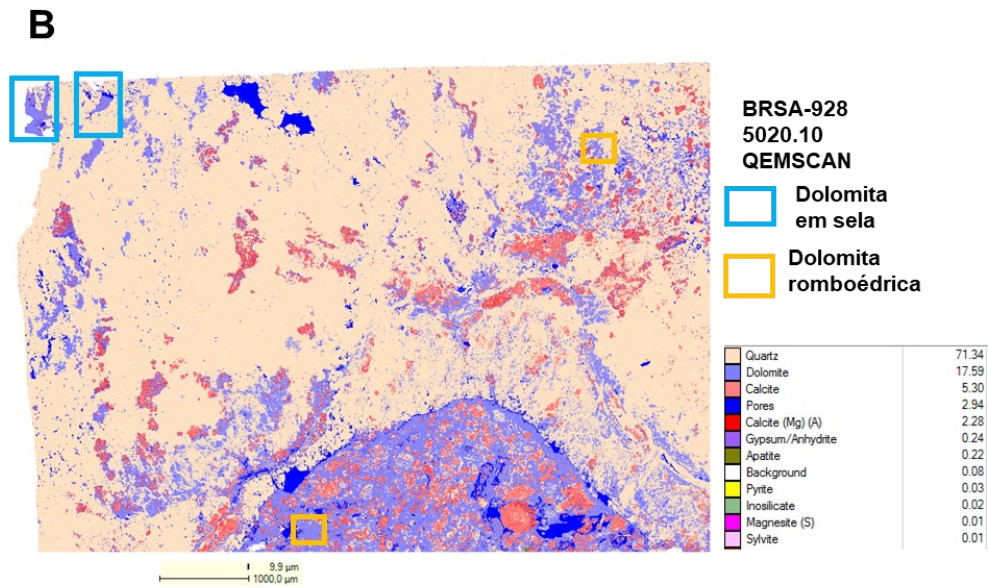 B
BRSA-928
5020.10
QEMSCAN
Dolomita
em sela
Dolomita
romboédrica
Quartz 71.34
Dolomite 17.59
Calcite 5.30
Pores 2.94
Calcite (Mg) (A) 2.28
Gypsum/Anhydrite 0.24
Apatite 0.22
Background 0.08
Pyrite 0.03
Inosilicate 0.02
Magnesite (S) 0.01
Sylvite 0.01
9,9 µm
1000,0 µm